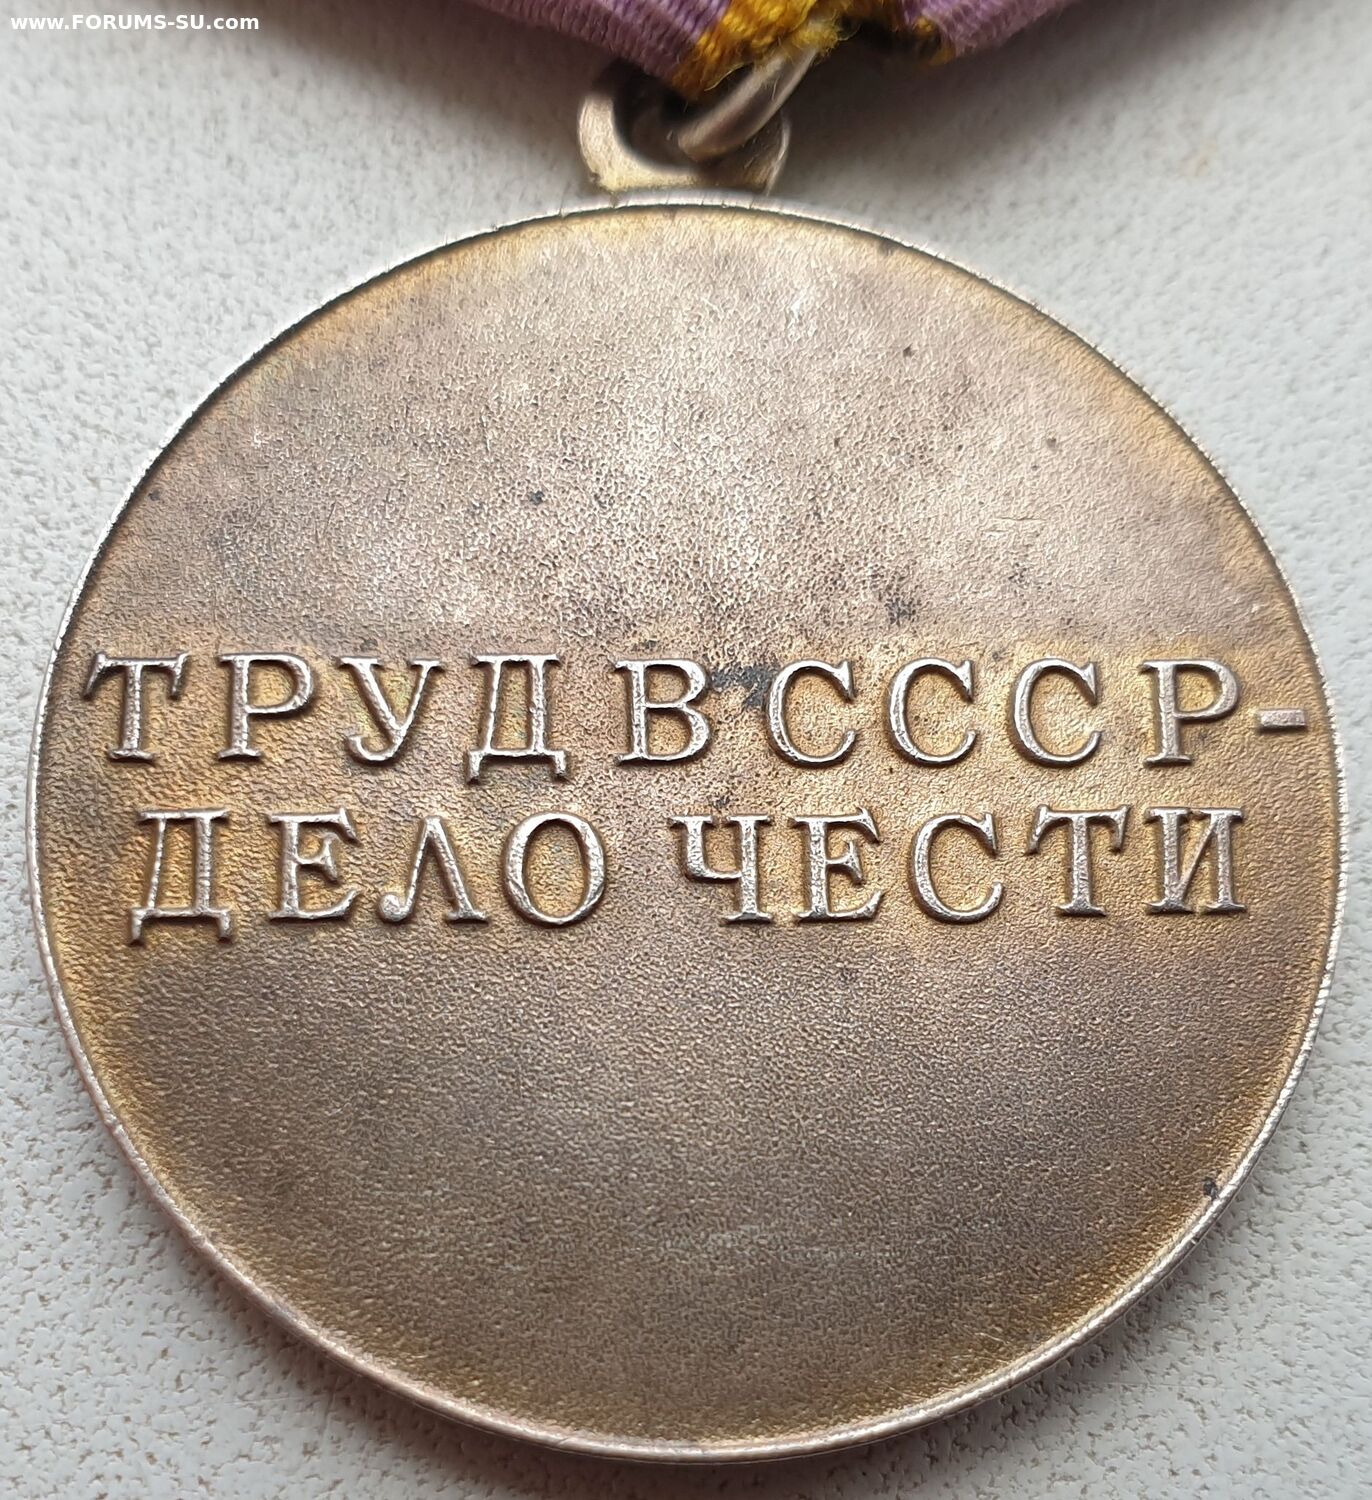 www.FORUMS-SU.com
ТРУД В СССР-
ДЕЛО ЧЕСТИ